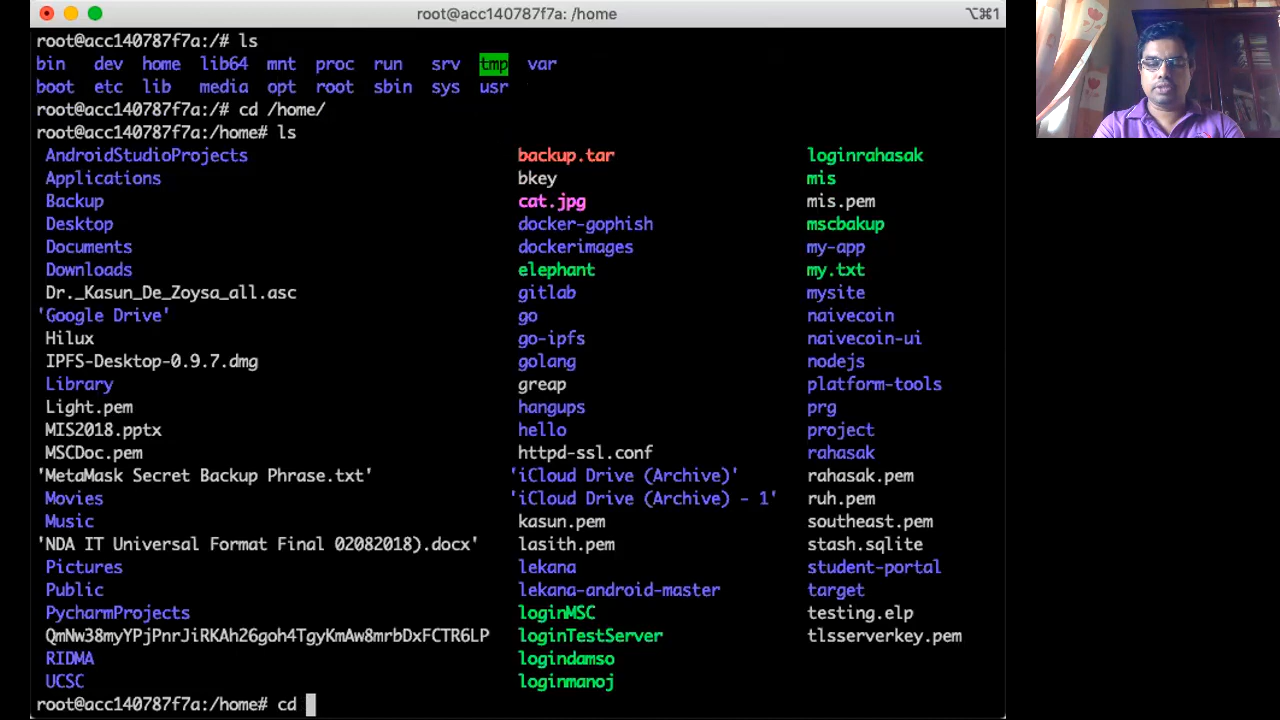 root@acc140787f7a: /home
⌥⌘1
root@acc140787f7a:/# ls
bin dev home lib64 mnt proc run srv tmp var
boot etc lib media opt root sbin sys usr
root@acc140787f7a:/# cd /home/
root@acc140787f7a:/home# ls
AndroidStudioProjects backup.tar loginrahasak
Applications bkey mis
Backup cat.jpg mis.pem
Desktop docker-gophish mscbakup
Documents dockerimages my-app
Downloads elephant my.txt
Dr._Kasun_De_Zoysa_all.asc gitlab mysite
'Google Drive' go naivecoin
Hilux go-ipfs naivecoin-ui
IPFS-Desktop-0.9.7.dmg golang nodejs
Library greap platform-tools
Light.pem hangups prg
MIS2018.pptx hello project
MSCDoc.pem httpd-ssl.conf rahasak
'MetaMask Secret Backup Phrase.txt' 'iCloud Drive (Archive)' rahasak.pem
Movies 'iCloud Drive (Archive) - 1' ruh.pem
Music kasun.pem southeast.pem
'NDA IT Universal Format Final 02082018).docx' lasith.pem stash.sqlite
Pictures lekana student-portal
Public lekana-android-master target
PycharmProjects loginMSC testing.elp
QmNw38myYPjPnrJiRKAh26goh4TgyKmAw8mrbDxFCTR6LP loginTestServer tlsserverkey.pem
RIDMA logindamso
UCSC loginmanoj
root@acc140787f7a:/home# cd